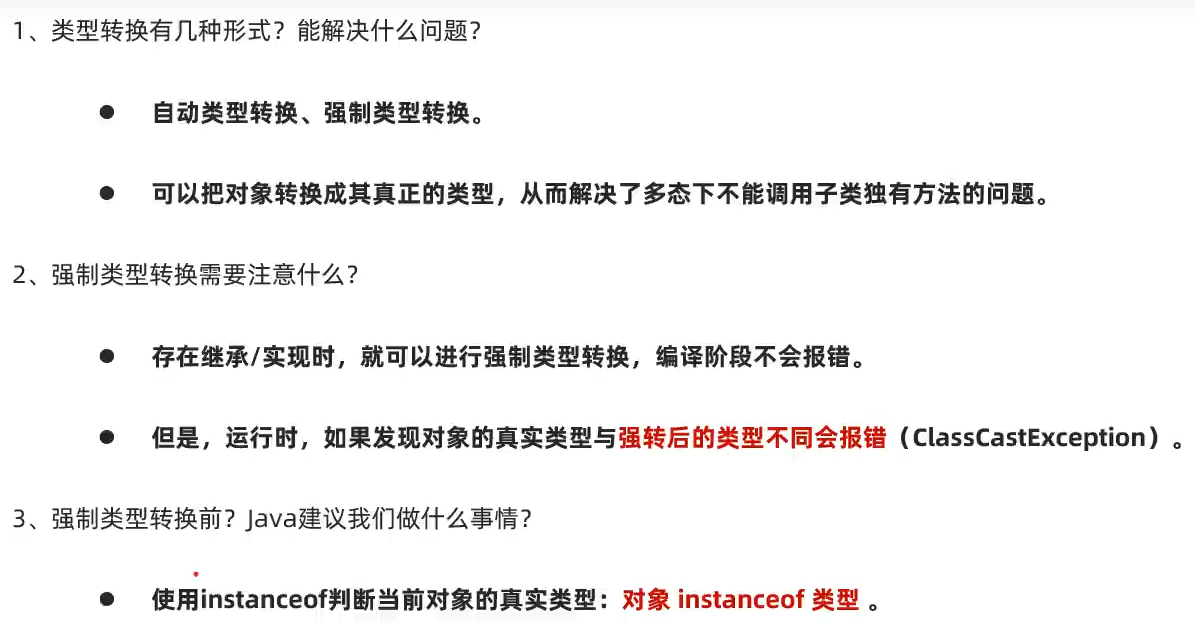 1、类型转换有几种形式？能解决什么问题？
● 自动类型转换、强制类型转换。
● 可以把对象转换成其真正的类型，从而解决了多态下不能调用子类独有方法的问题。
2、强制类型转换需要注意什么？
● 存在继承/实现时，就可以进行强制类型转换，编译阶段不会报错。
● 但是，运行时，如果发现对象的真实类型与强转后的类型不同会报错（ClassCastException）。
3、强制类型转换前？Java建议我们做什么事情？
● 使用instanceof判断当前对象的真实类型：对象 instanceof 类型 。